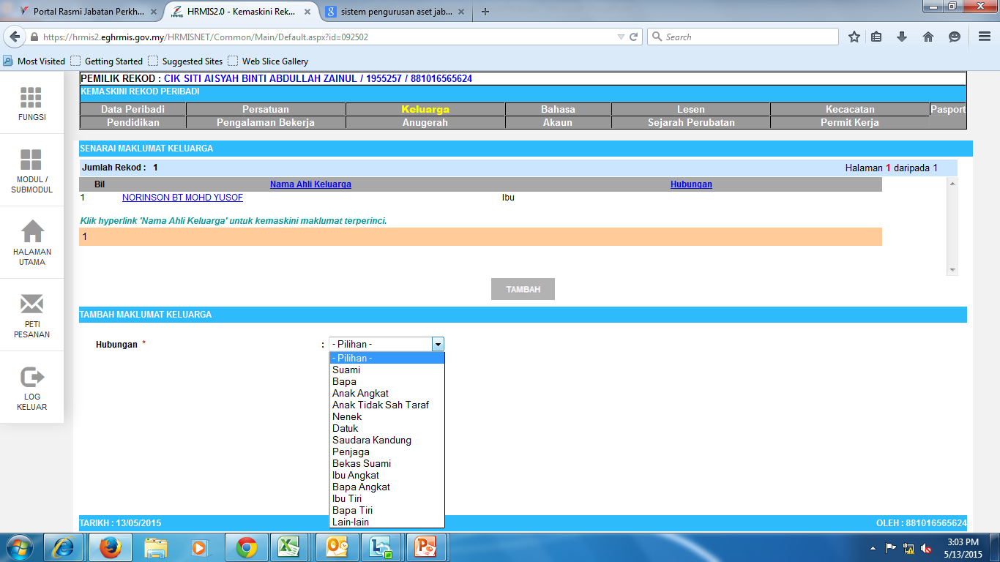 Portal Rasmi Jabatan Perkh...
HRMIS2.0 - Kemaskini Rek...
sistem pengurusan aset jab...
https://hrmis2.eghrmis.gov.my/HRMISNET/Common/Main/Default.aspx?id=092502
Search
Most Visited Getting Started Suggested Sites Web Slice Gallery
FUNGSI
MODUL /
SUBMODUL
HALAMAN
UTAMA
PETI
PESANAN
LOG
KELUAR
PEMILIK REKOD : CIK SITI AISYAH BINTI ABDULLAH ZAINUL / 1955257 / 881016565624
KEMASKINI REKOD PERIBADI
Data Peribadi Persatuan Keluarga Bahasa Lesen Kecacatan Pasport
Pendidikan Pengalaman Bekerja Anugerah Akaun Sejarah Perubatan Permit Kerja
SENARAI MAKLUMAT KELUARGA
Jumlah Rekod : 1 Halaman 1 daripada 1
Bil Nama Ahli Keluarga Hubungan
1 NORINSON BT MOHD YUSOF Ibu
Klik hyperlink 'Nama Ahli Keluarga' untuk kemaskini maklumat terperinci.
1
TAMBAH
TAMBAH MAKLUMAT KELUARGA
Hubungan * : - Pilihan -
- Pilihan -
Suami
Bapa
Anak Angkat
Anak Tidak Sah Taraf
Nenek
Datuk
Saudara Kandung
Penjaga
Bekas Suami
Ibu Angkat
Bapa Angkat
Ibu Tiri
Bapa Tiri
Lain-lain
TARIKH : 13/05/2015 OLEH : 881016565624
3:03 PM
5/13/2015